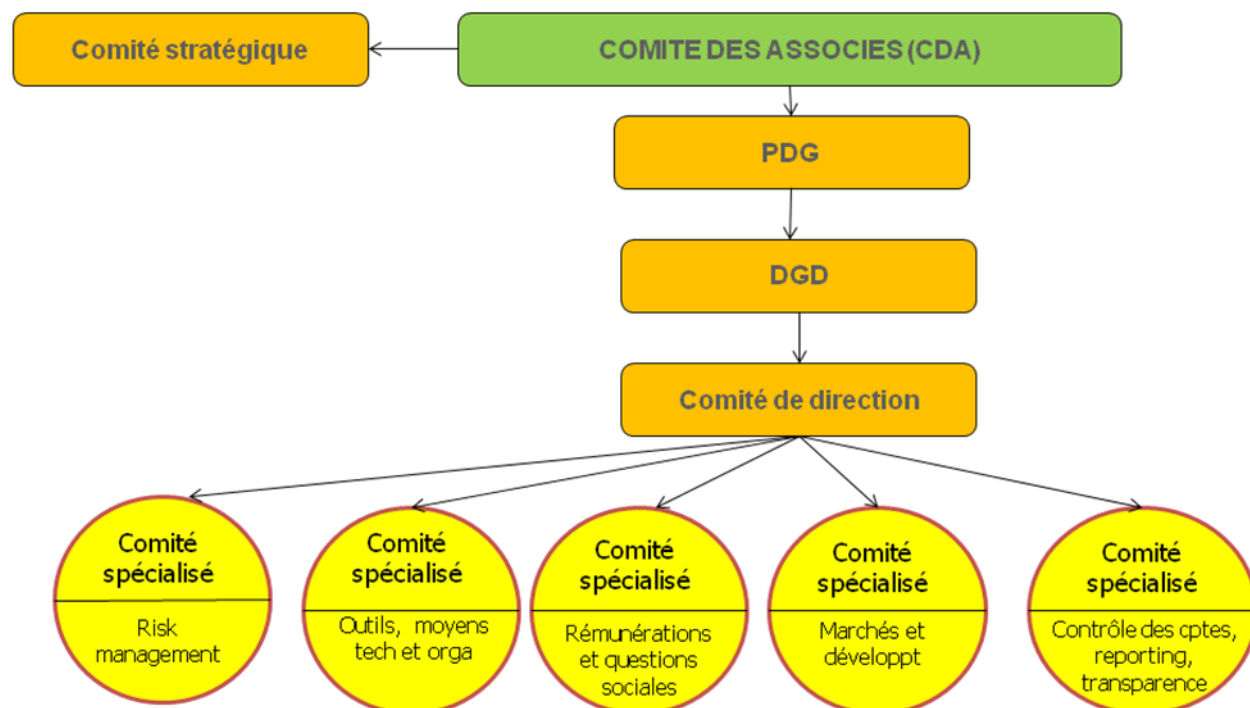 Comité stratégique
COMITE DES ASSOCIES (CDA)
PDG
DGD
Comité de direction
Comité
spécialisé
Risk
management
Comité
spécialisé
Outils, moyens
tech et orga
Comité
spécialisé
Rémunérations
et questions
sociales
Comité
spécialisé
Marchés et
développt
Comité
spécialisé
Contrôle des cptes,
reporting,
transparence